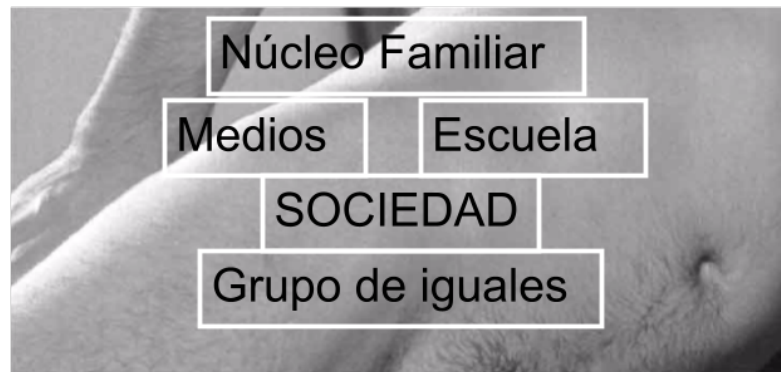 Núcleo Familiar
Medios Escuela
SOCIEDAD
Grupo de iguales